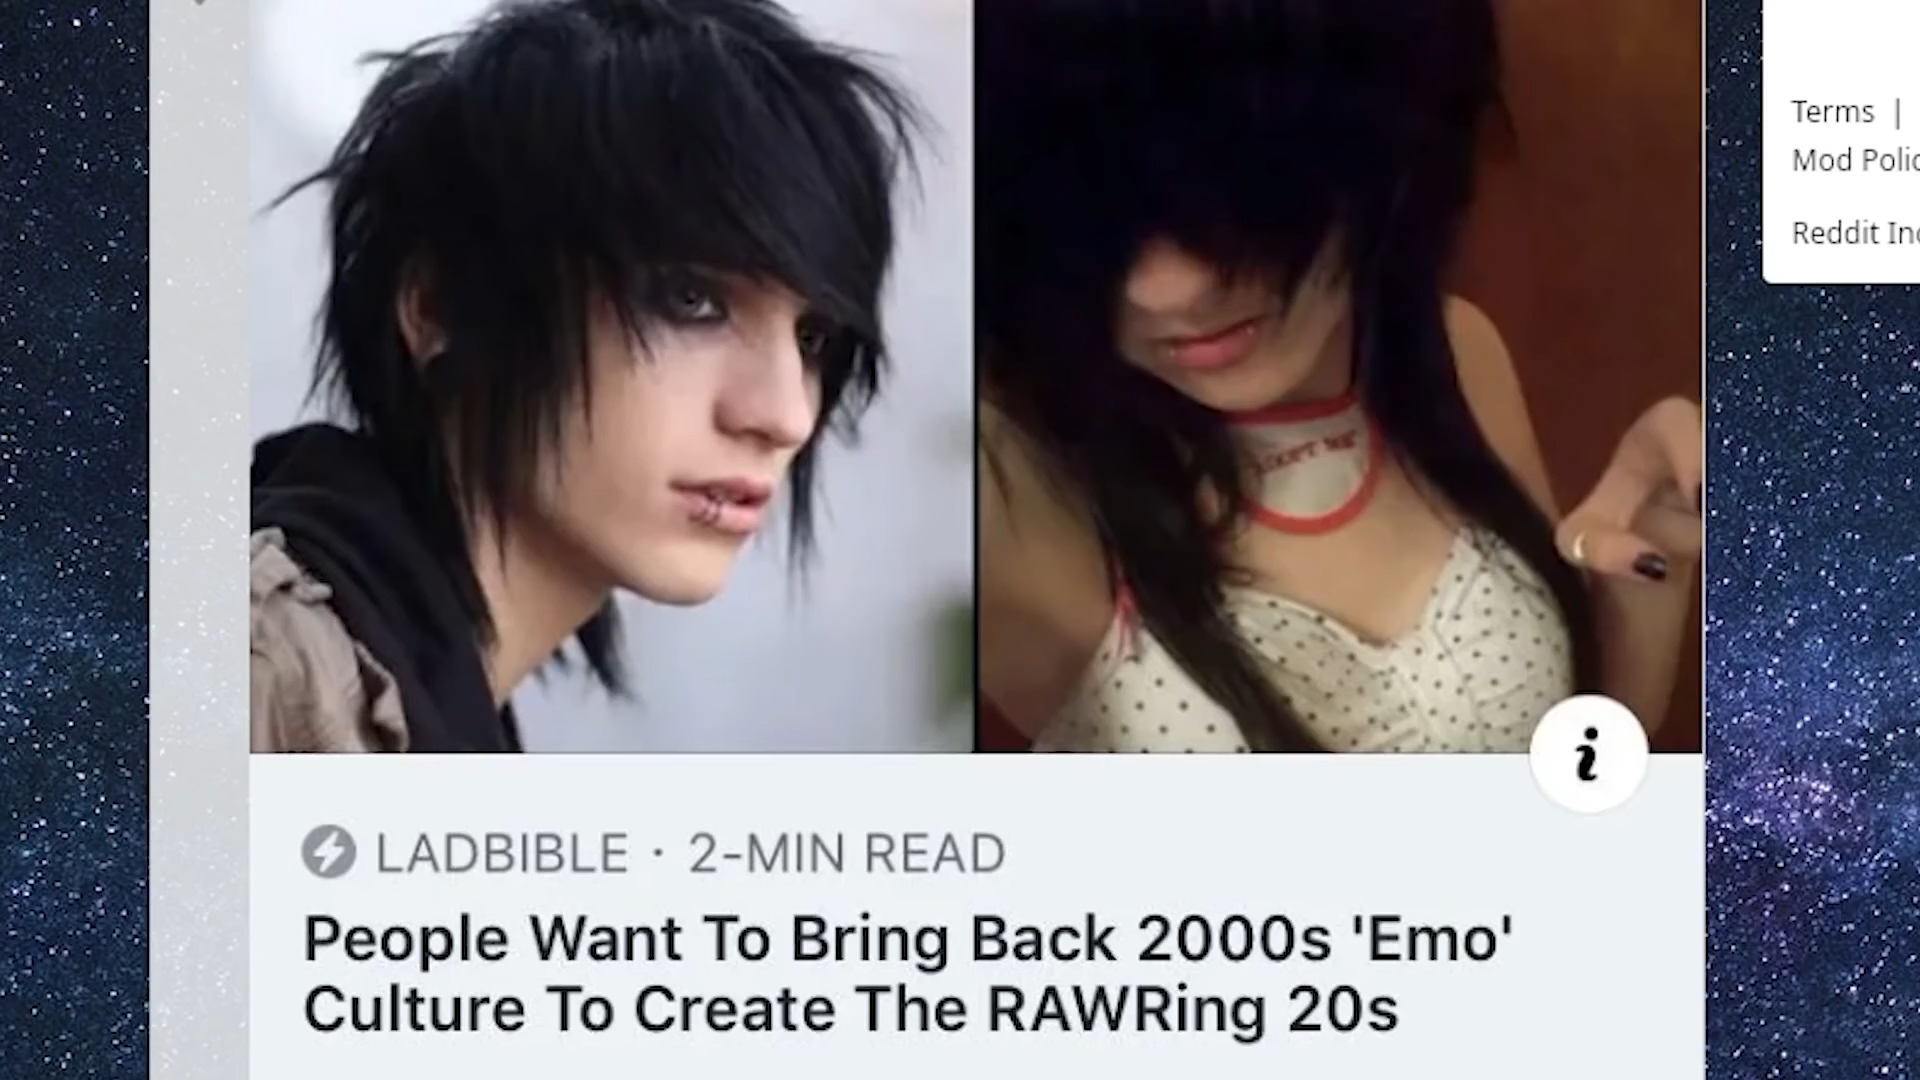 Terms |
Mod Polic
Reddit Inc
i
LADBIBLE · 2-MIN READ
People Want To Bring Back 2000s 'Emo'
Culture To Create The RAWRing 20s